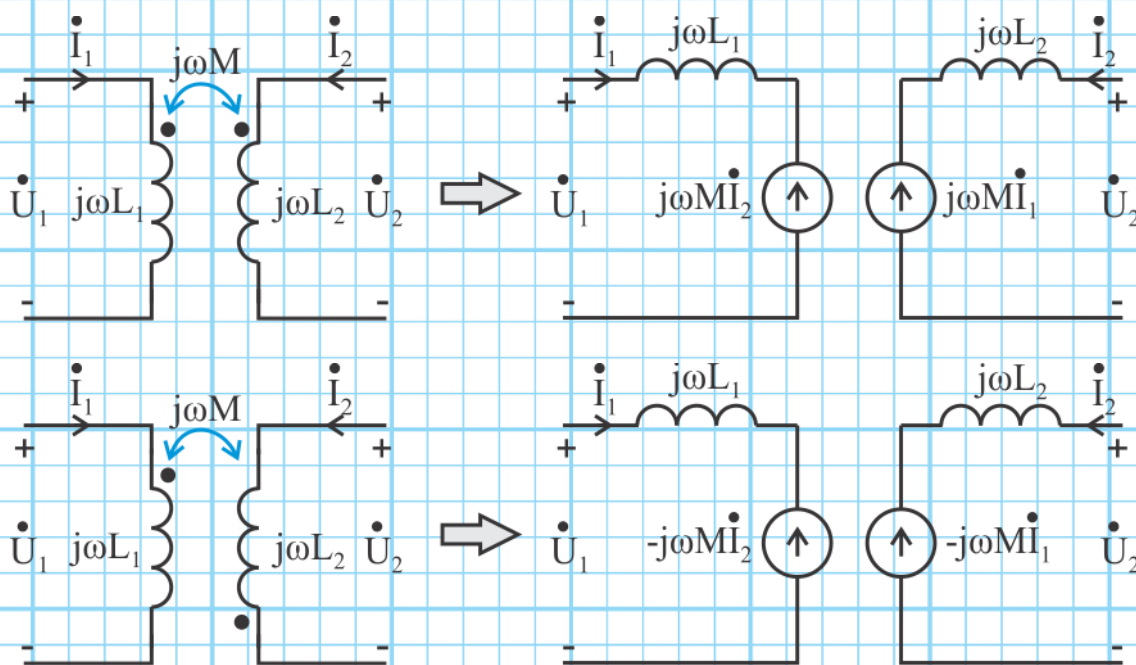 İ₁ jωM İ₂ İ₁ jωL₁ jωL₂ İ₂
+ + + +
U̇₁ jωL₁ jωL₂ U̇₂ U̇₁ jωMİ₂ jωMİ₁ U̇₂
- - - -
İ₁ jωM İ₂ İ₁ jωL₁ jωL₂ İ₂
+ + + +
U̇₁ jωL₁ jωL₂ U̇₂ U̇₁ -jωMİ₂ -jωMİ₁ U̇₂
- - - -